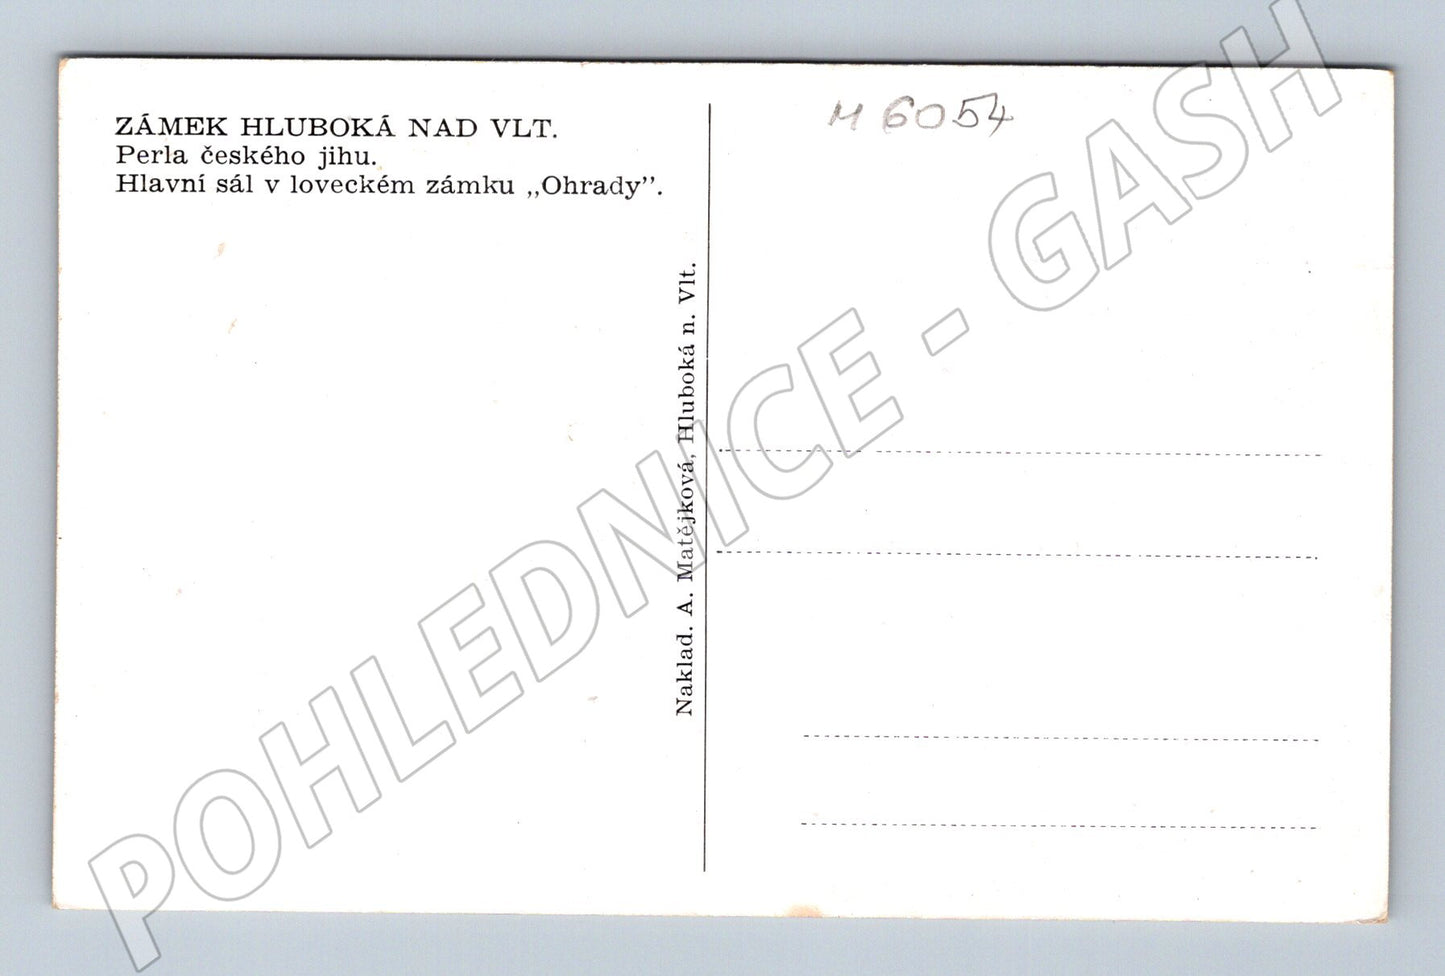 ZÁMEK HLUBOKÁ NAD VLT.
Perla českého jihu.
Hlavní sál v loveckém zámku „Ohrady”.
Naklad. A. Matějková, Hluboká n. Vlt.
M 6054
POHLEDNICE - GASH